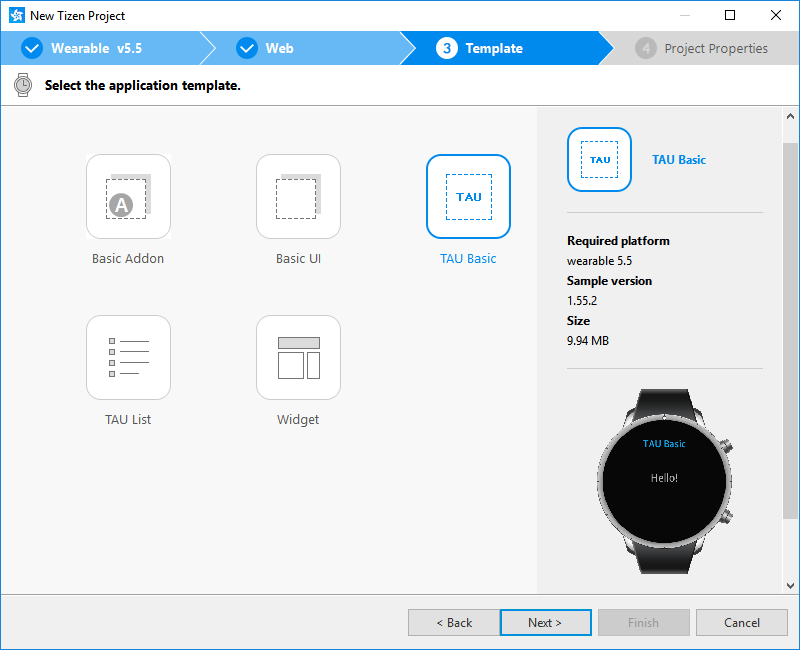 New Tizen Project
Wearable v5.5
Web
3 Template
4 Project Properties
Select the application template.
A
Basic Addon
Basic UI
TAU
TAU Basic
TAU List
Widget
TAU
TAU Basic
Required platform
wearable 5.5
Sample version
1.55.2
Size
9.94 MB
TAU Basic
Hello!
< Back
Next >
Finish
Cancel